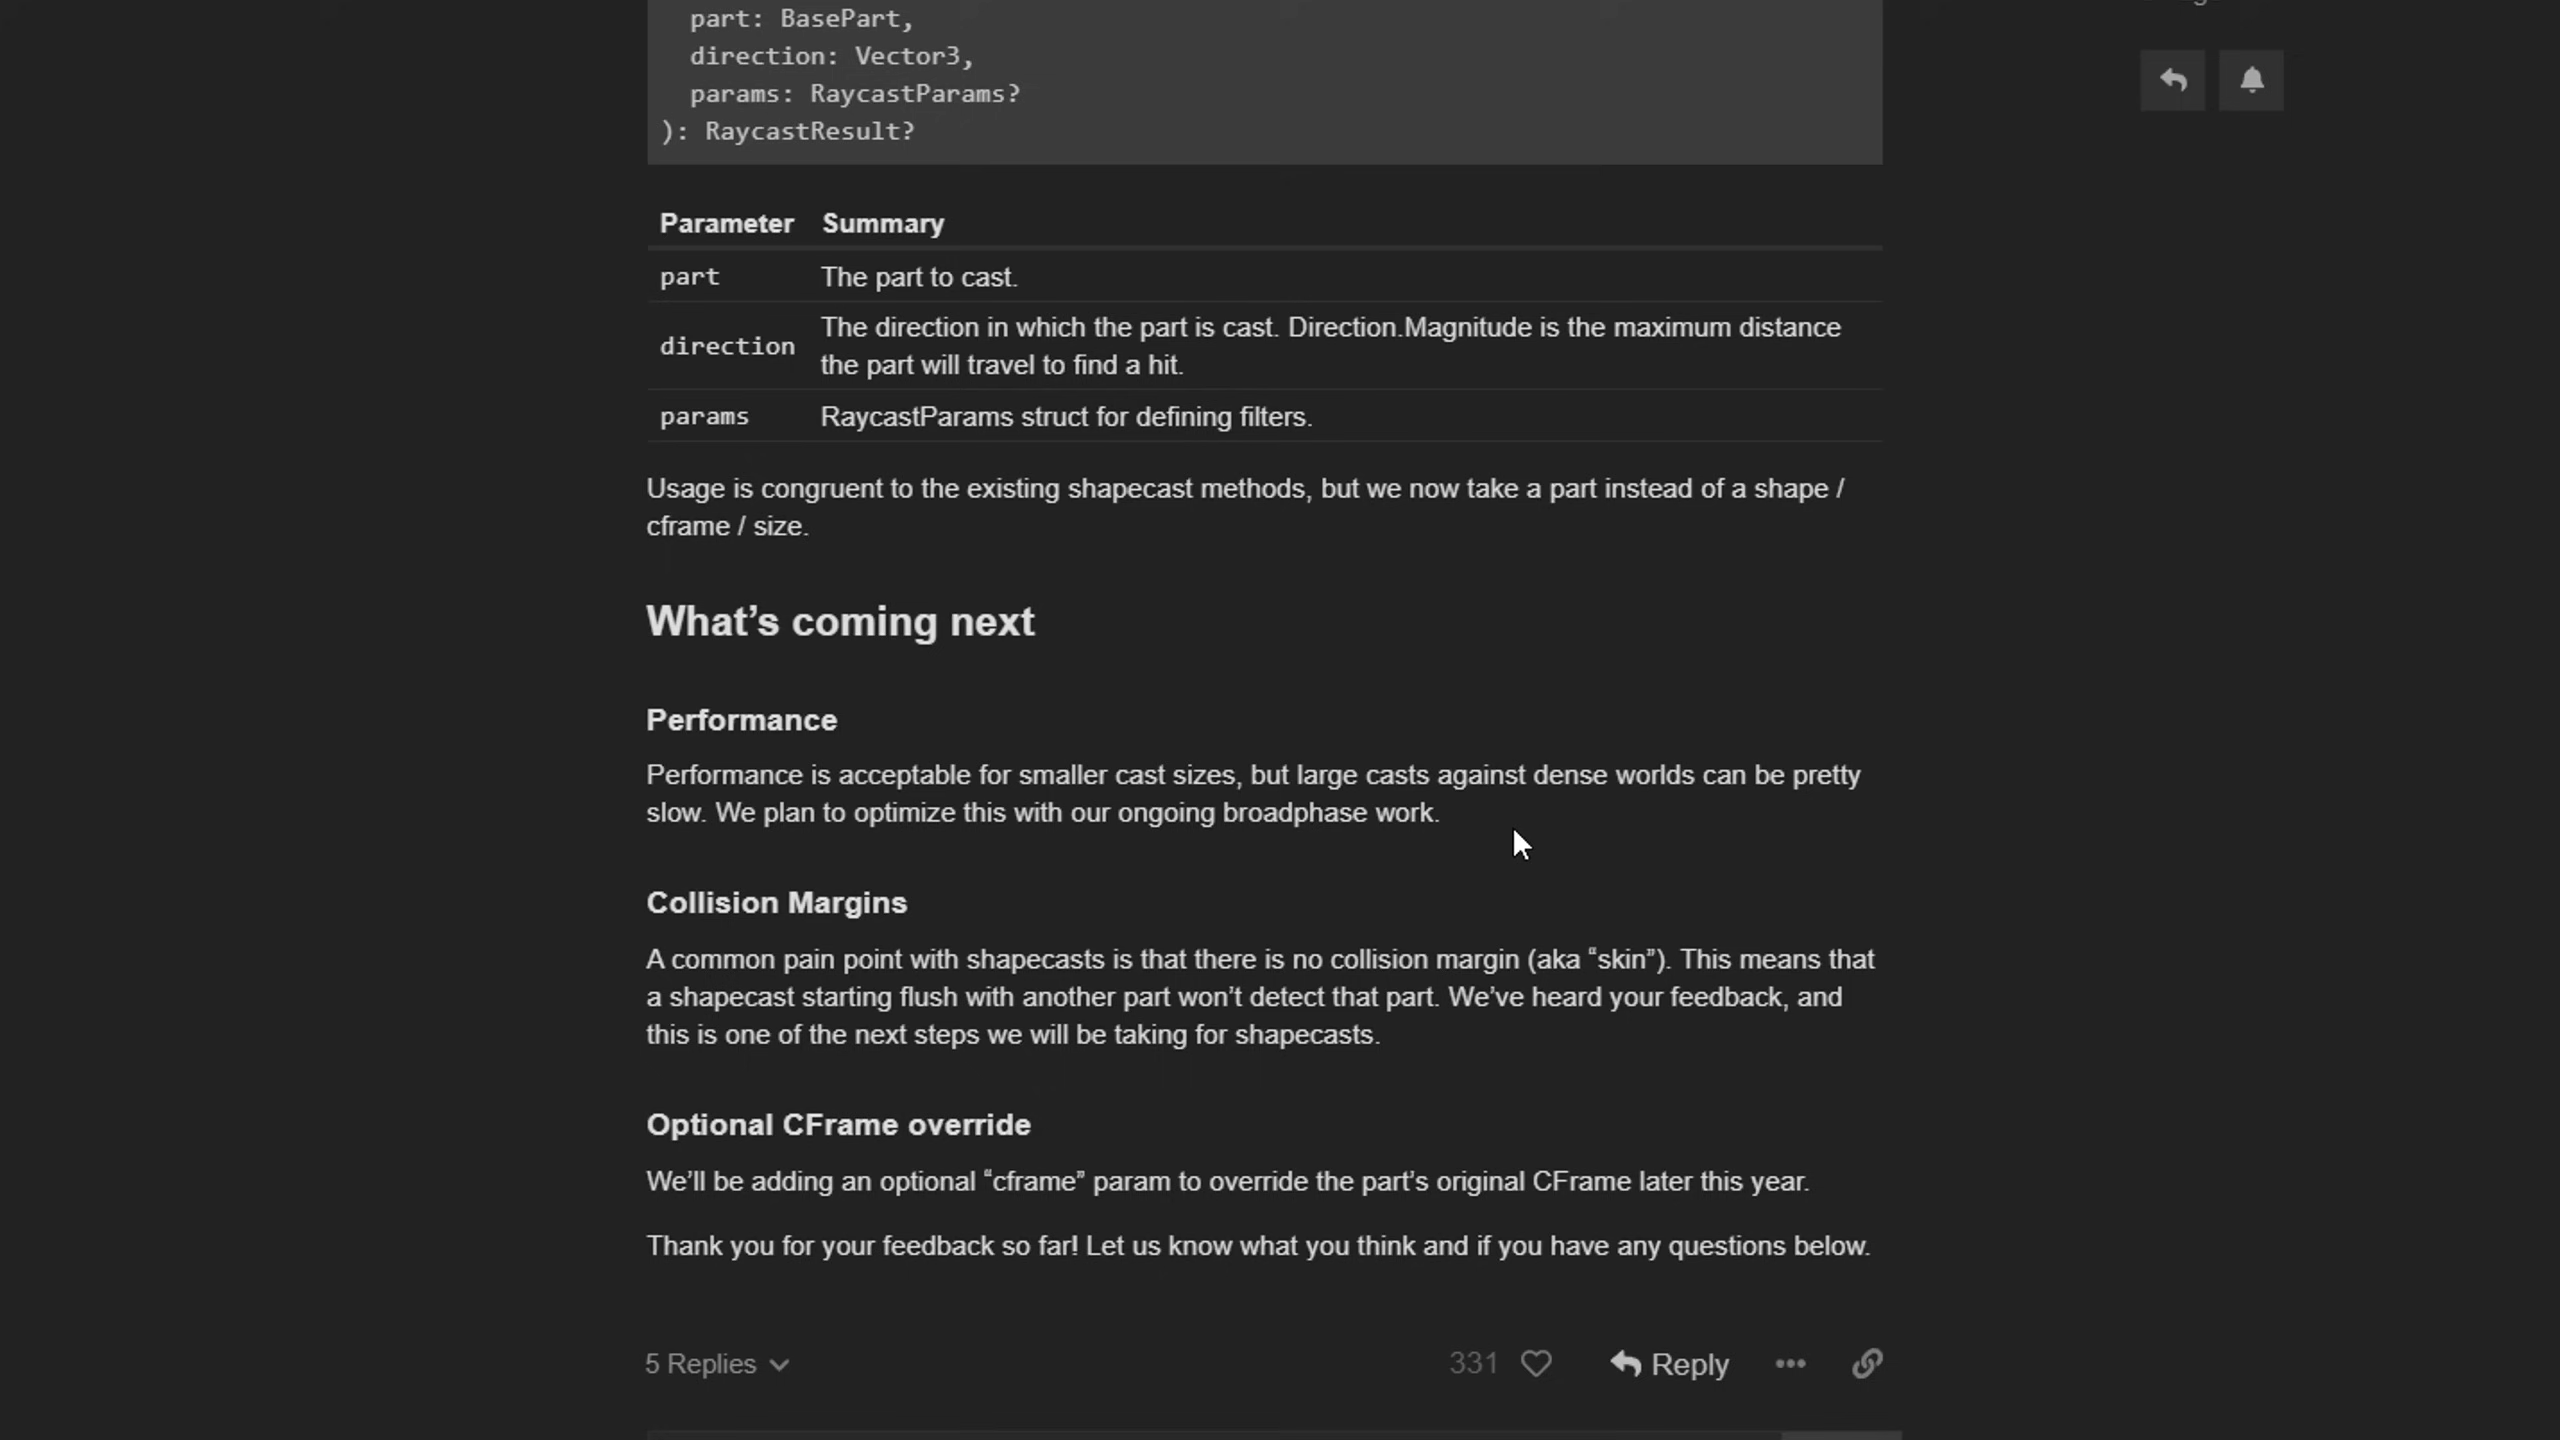 part: BasePart,
direction: Vector3,
params: RaycastParams?
): RaycastResult?
Parameter Summary
part The part to cast.
direction The direction in which the part is cast. Direction.Magnitude is the maximum distance
the part will travel to find a hit.
params RaycastParams struct for defining filters.
Usage is congruent to the existing shapecast methods, but we now take a part instead of a shape /
cframe / size.
What’s coming next
Performance
Performance is acceptable for smaller cast sizes, but large casts against dense worlds can be pretty
slow. We plan to optimize this with our ongoing broadphase work.
Collision Margins
A common pain point with shapecasts is that there is no collision margin (aka “skin”). This means that
a shapecast starting flush with another part won’t detect that part. We’ve heard your feedback, and
this is one of the next steps we will be taking for shapecasts.
Optional CFrame override
We’ll be adding an optional “cframe” param to override the part’s original CFrame later this year.
Thank you for your feedback so far! Let us know what you think and if you have any questions below.
5 Replies 331 Reply